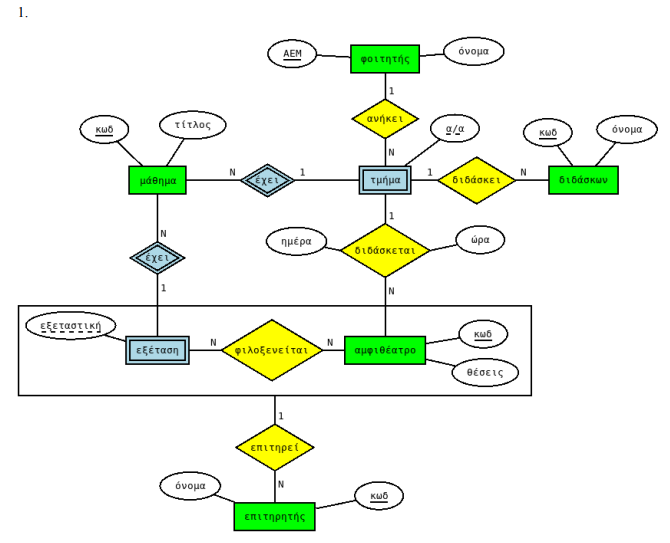 1.
ΑΕΜ
φοιτητής
όνομα
1
ανήκει
κωδ
τίτλος
Ν
α/α
κωδ
όνομα
μάθημα
Ν
έχει
1
τμήμα
1
διδάσκει
Ν
διδάσκων
Ν
1
ημέρα
διδάσκεται
ώρα
έχει
1
Ν
εξεταστική
κωδ
εξέταση
Ν
φιλοξενείται
Ν
αμφιθέατρο
θέσεις
1
επιτηρεί
Ν
όνομα
κωδ
επιτηρητής